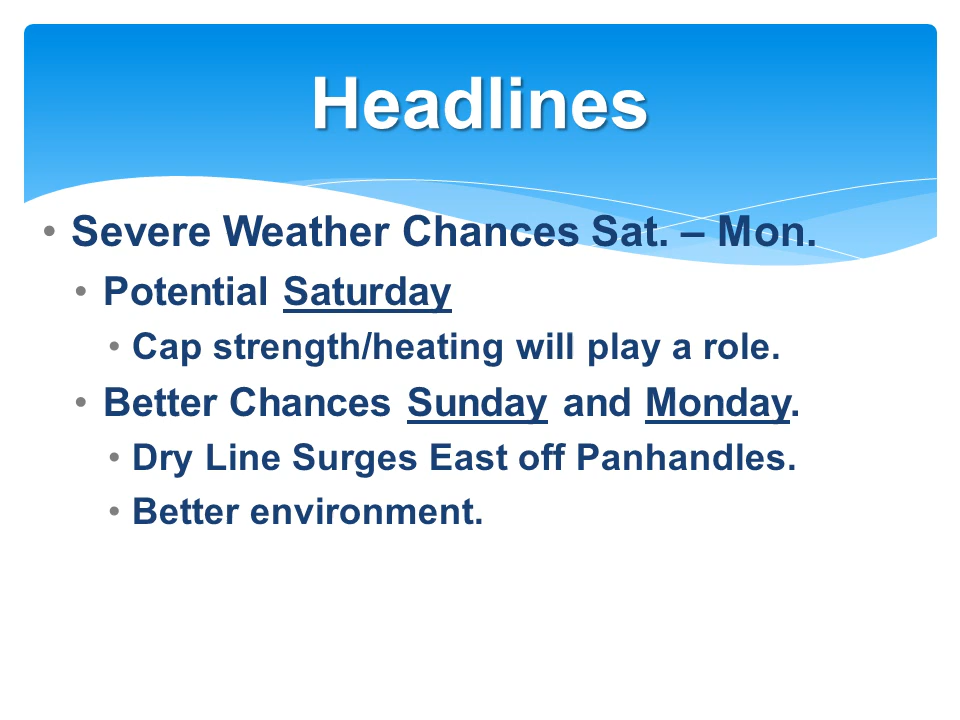 Headlines
• Severe Weather Chances Sat. – Mon.
• Potential Saturday
• Cap strength/heating will play a role.
• Better Chances Sunday and Monday.
• Dry Line Surges East off Panhandles.
• Better environment.